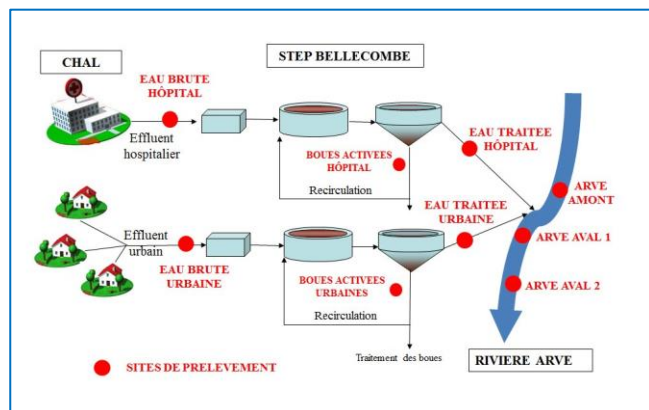 CHAL
STEP BELLECOMBE
EAU BRUTE
HÔPITAL
Effluent
hospitalier
EAU TRAITEE
HÔPITAL
BOUES ACTIVEES
HÔPITAL
Recirculation
ARVE
AMONT
EAU TRAITEE
URBAINE
ARVE AVAL 1
Effluent
urbain
EAU BRUTE
URBAINE
BOUES ACTIVEES
URBAINES
ARVE AVAL 2
Recirculation
Traitement des boues
RIVIERE ARVE
SITES DE PRELEVEMENT